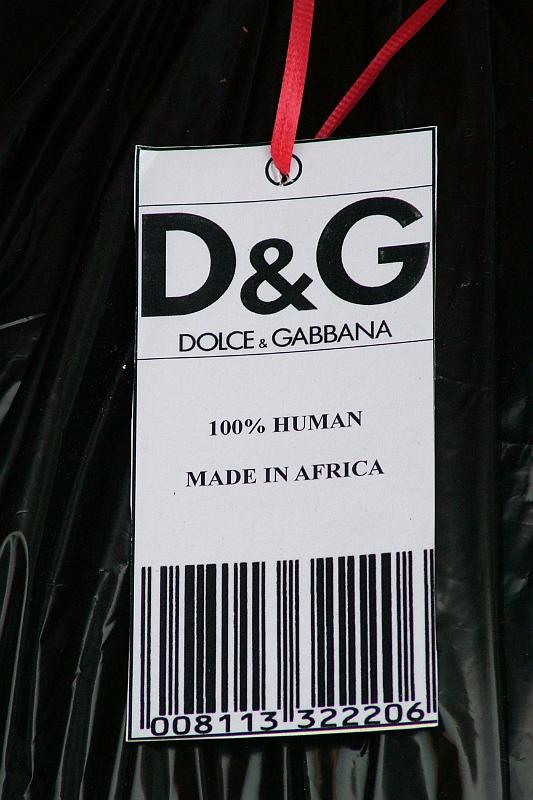 D&G
DOLCE & GABBANA
100% HUMAN
MADE IN AFRICA
008113 322206